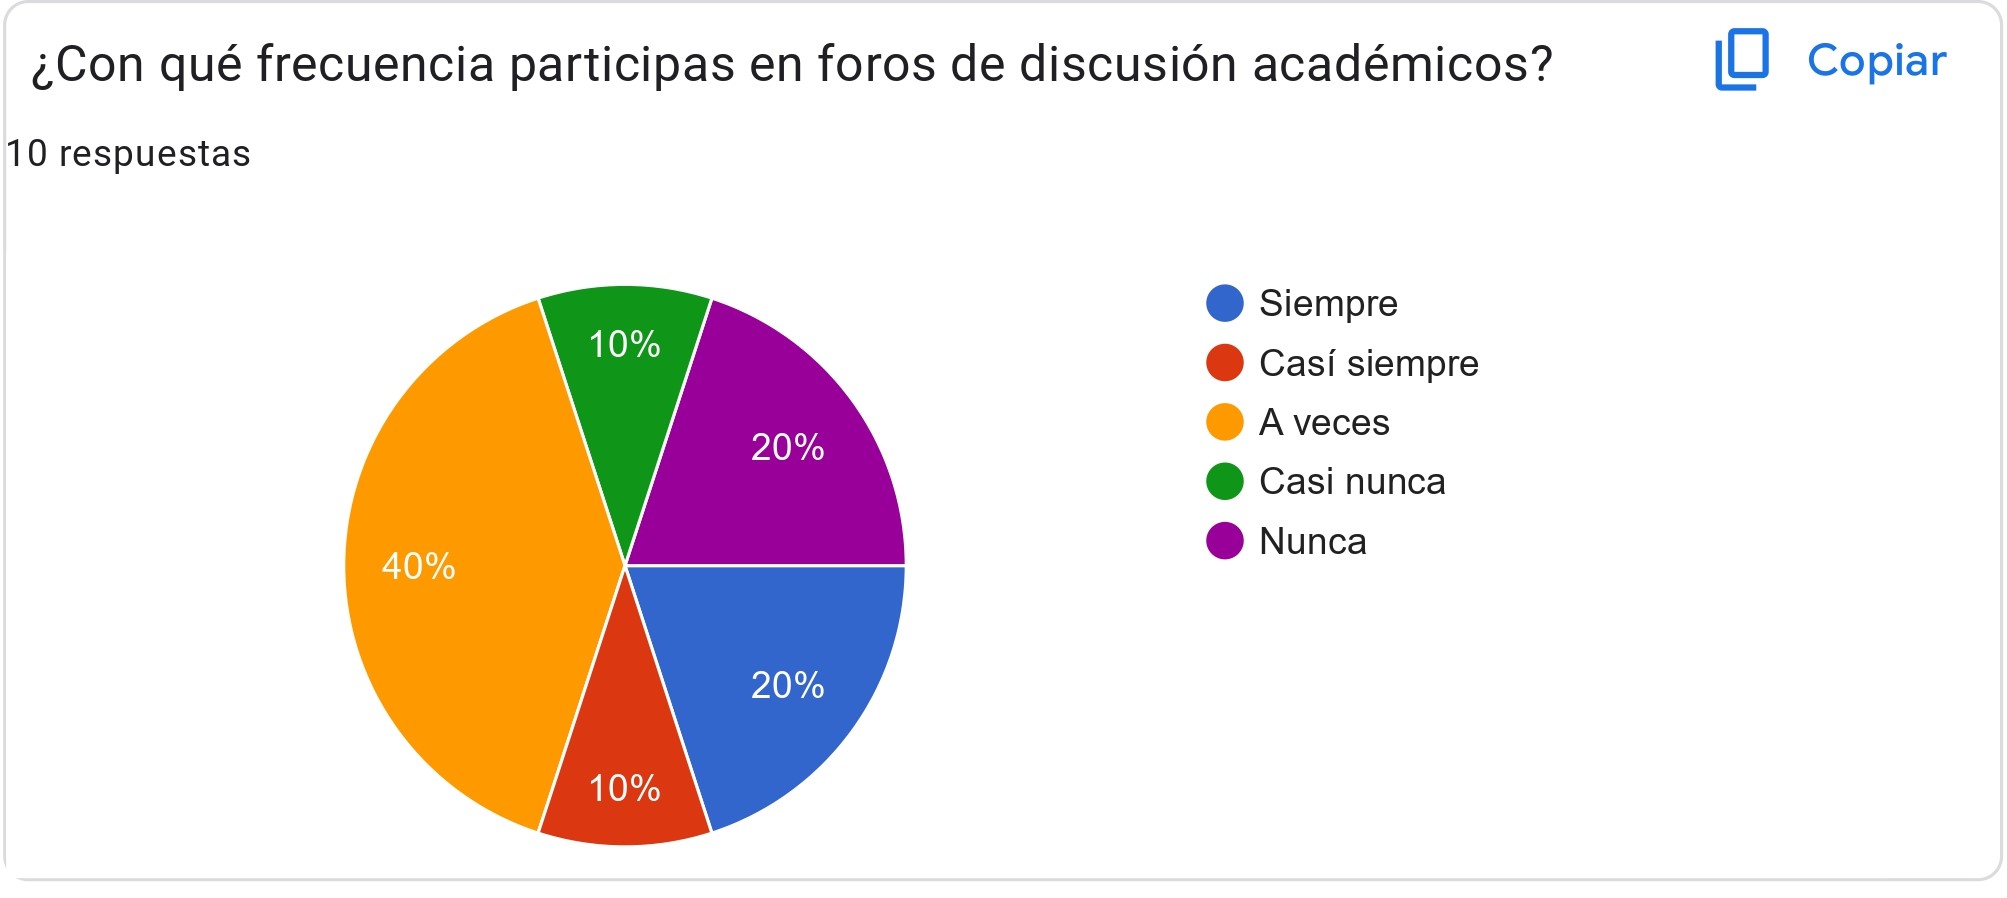 ¿Con qué frecuencia participas en foros de discusión académicos?
Copiar
10 respuestas
10%
20%
40%
20%
10%
Siempre
Casí siempre
A veces
Casi nunca
Nunca